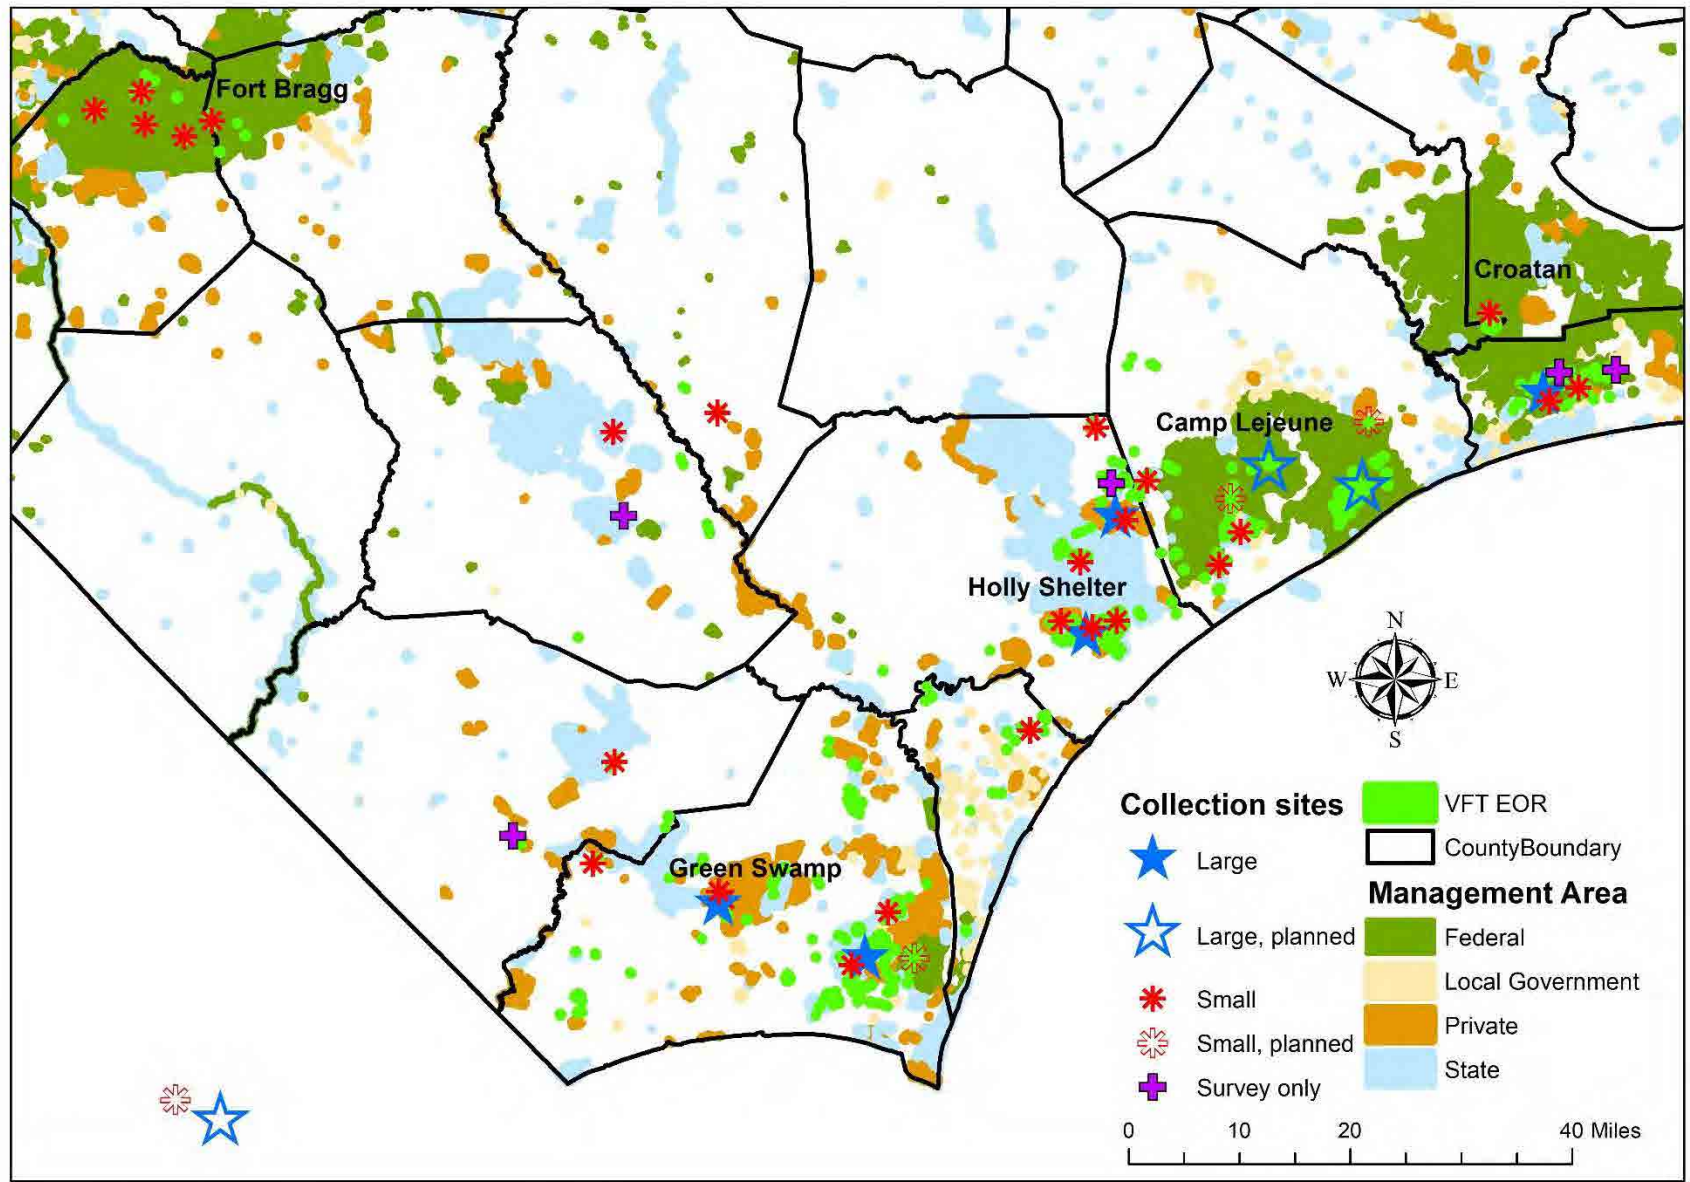 Fort Bragg
Croatan
Camp Lejeune
Holly Shelter
Green Swamp
N
W E
S
Collection sites
Large
Large, planned
Small
Small, planned
Survey only
VFT EOR
CountyBoundary
Management Area
Federal
Local Government
Private
State
0 10 20 40 Miles